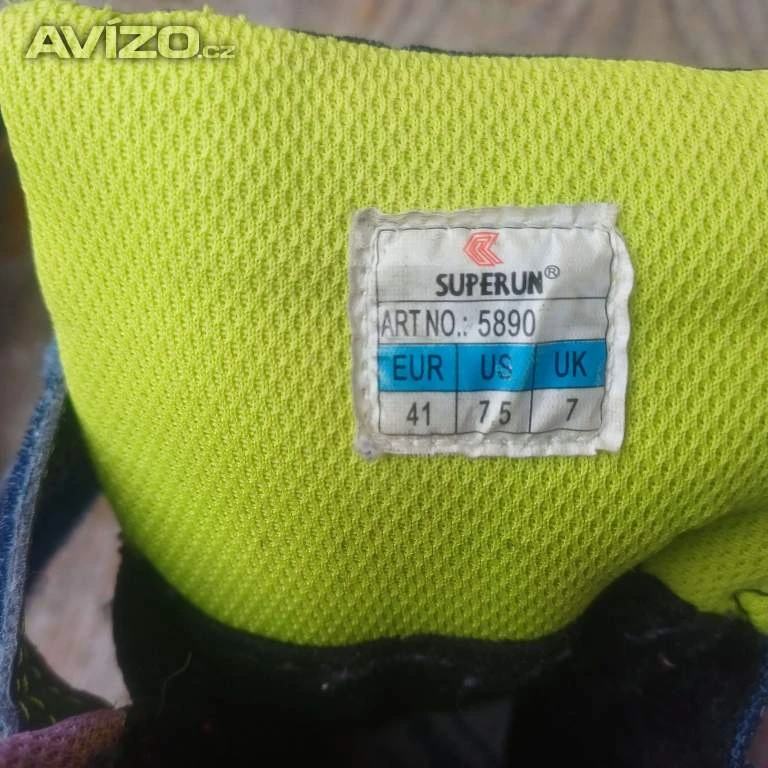 AVÍZO.cz
SUPERUN®
ART NO.: 5890
EUR US UK
41 7.5 7